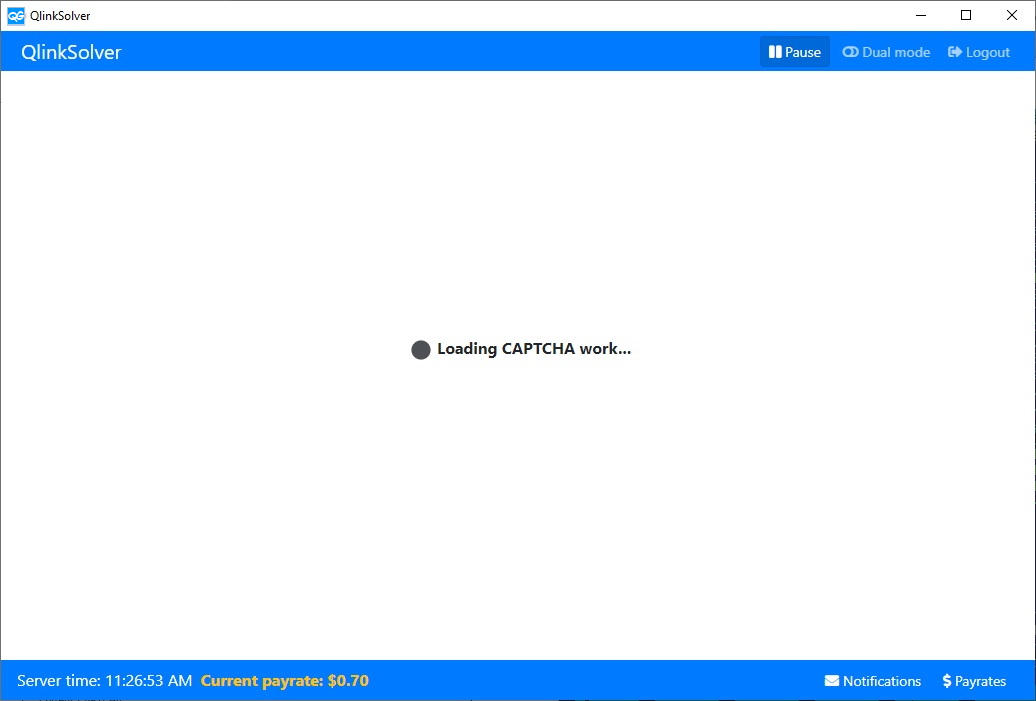 QG QlinkSolver
QlinkSolver
Pause Dual mode Logout
Loading CAPTCHA work...
Server time: 11:26:53 AM Current payrate: $0.70
Notifications $ Payrates